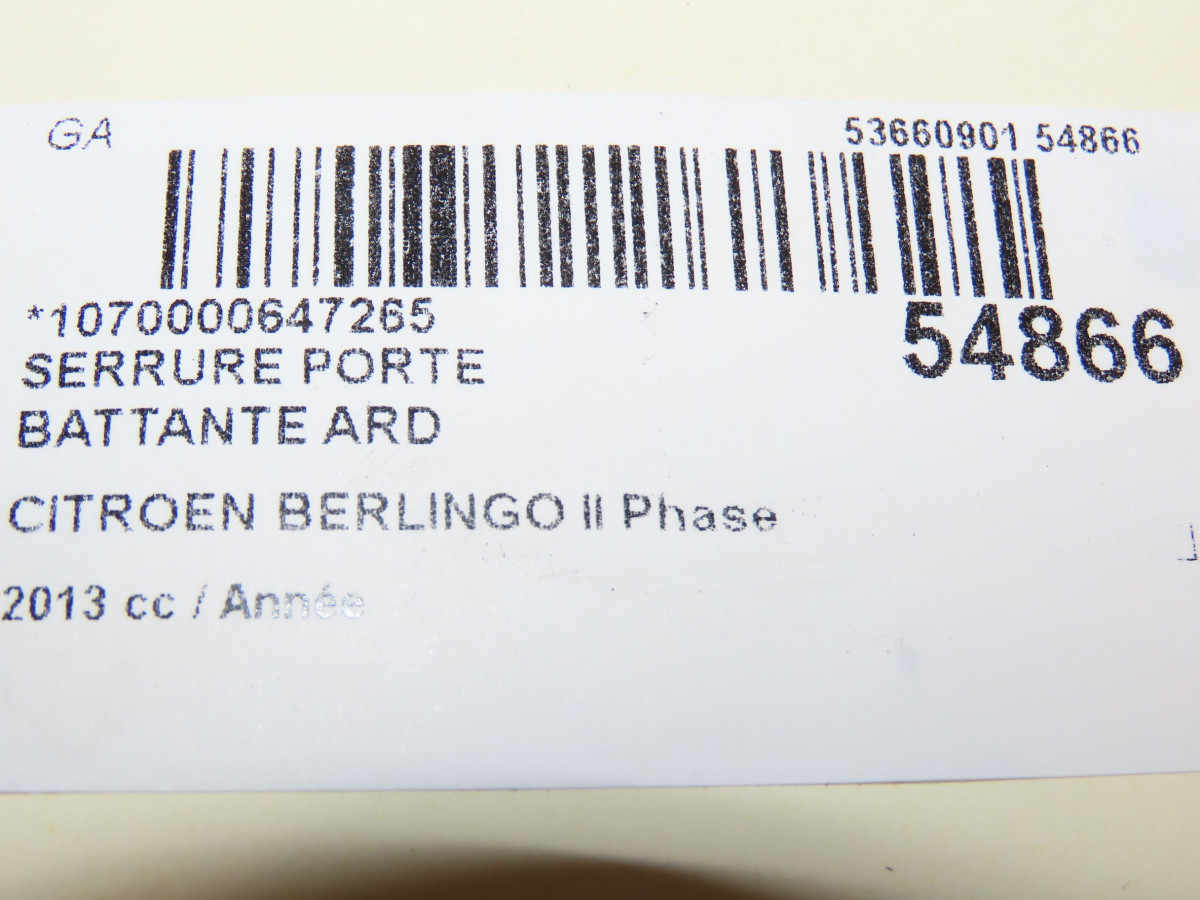 GA
53660901 54866
*1070000647265
54866
SERRURE PORTE
BATTANTE ARD
CITROEN BERLINGO II Phase
2013 cc / Année